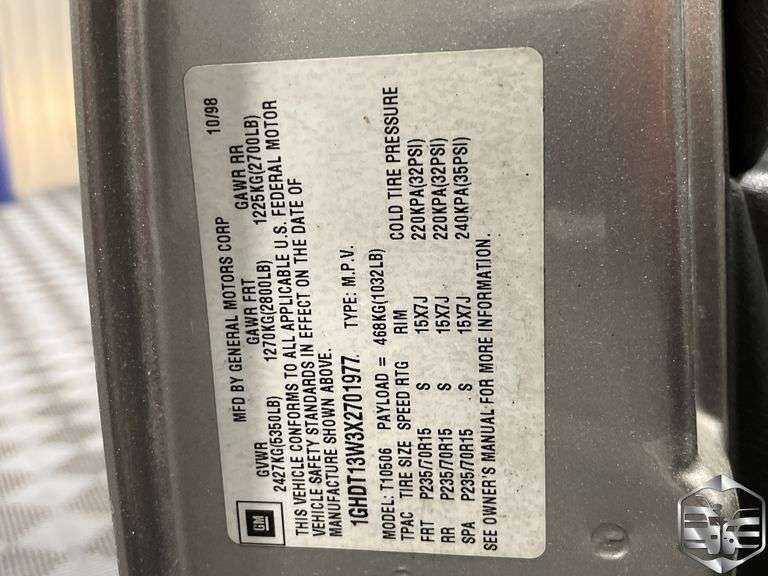 MFD BY GENERAL MOTORS CORP 10/98
GVWR GAWR FRT GAWR RR
2427KG(5350LB) 1270KG(2800LB) 1225KG(2700LB)
THIS VEHICLE CONFORMS TO ALL APPLICABLE U.S. FEDERAL MOTOR
VEHICLE SAFETY STANDARDS IN EFFECT ON THE DATE OF
MANUFACTURE SHOWN ABOVE.
1GHDT13W3X2701977 TYPE: M.P.V.
MODEL: T10506 PAYLOAD = 468KG(1032LB)
TPAC TIRE SIZE SPEED RTG RIM COLD TIRE PRESSURE
FRT P235/70R15 S 15X7J 220KPA(32PSI)
RR P235/70R15 S 15X7J 220KPA(32PSI)
SPA P235/70R15 S 15X7J 240KPA(35PSI)
SEE OWNER'S MANUAL FOR MORE INFORMATION.
GM